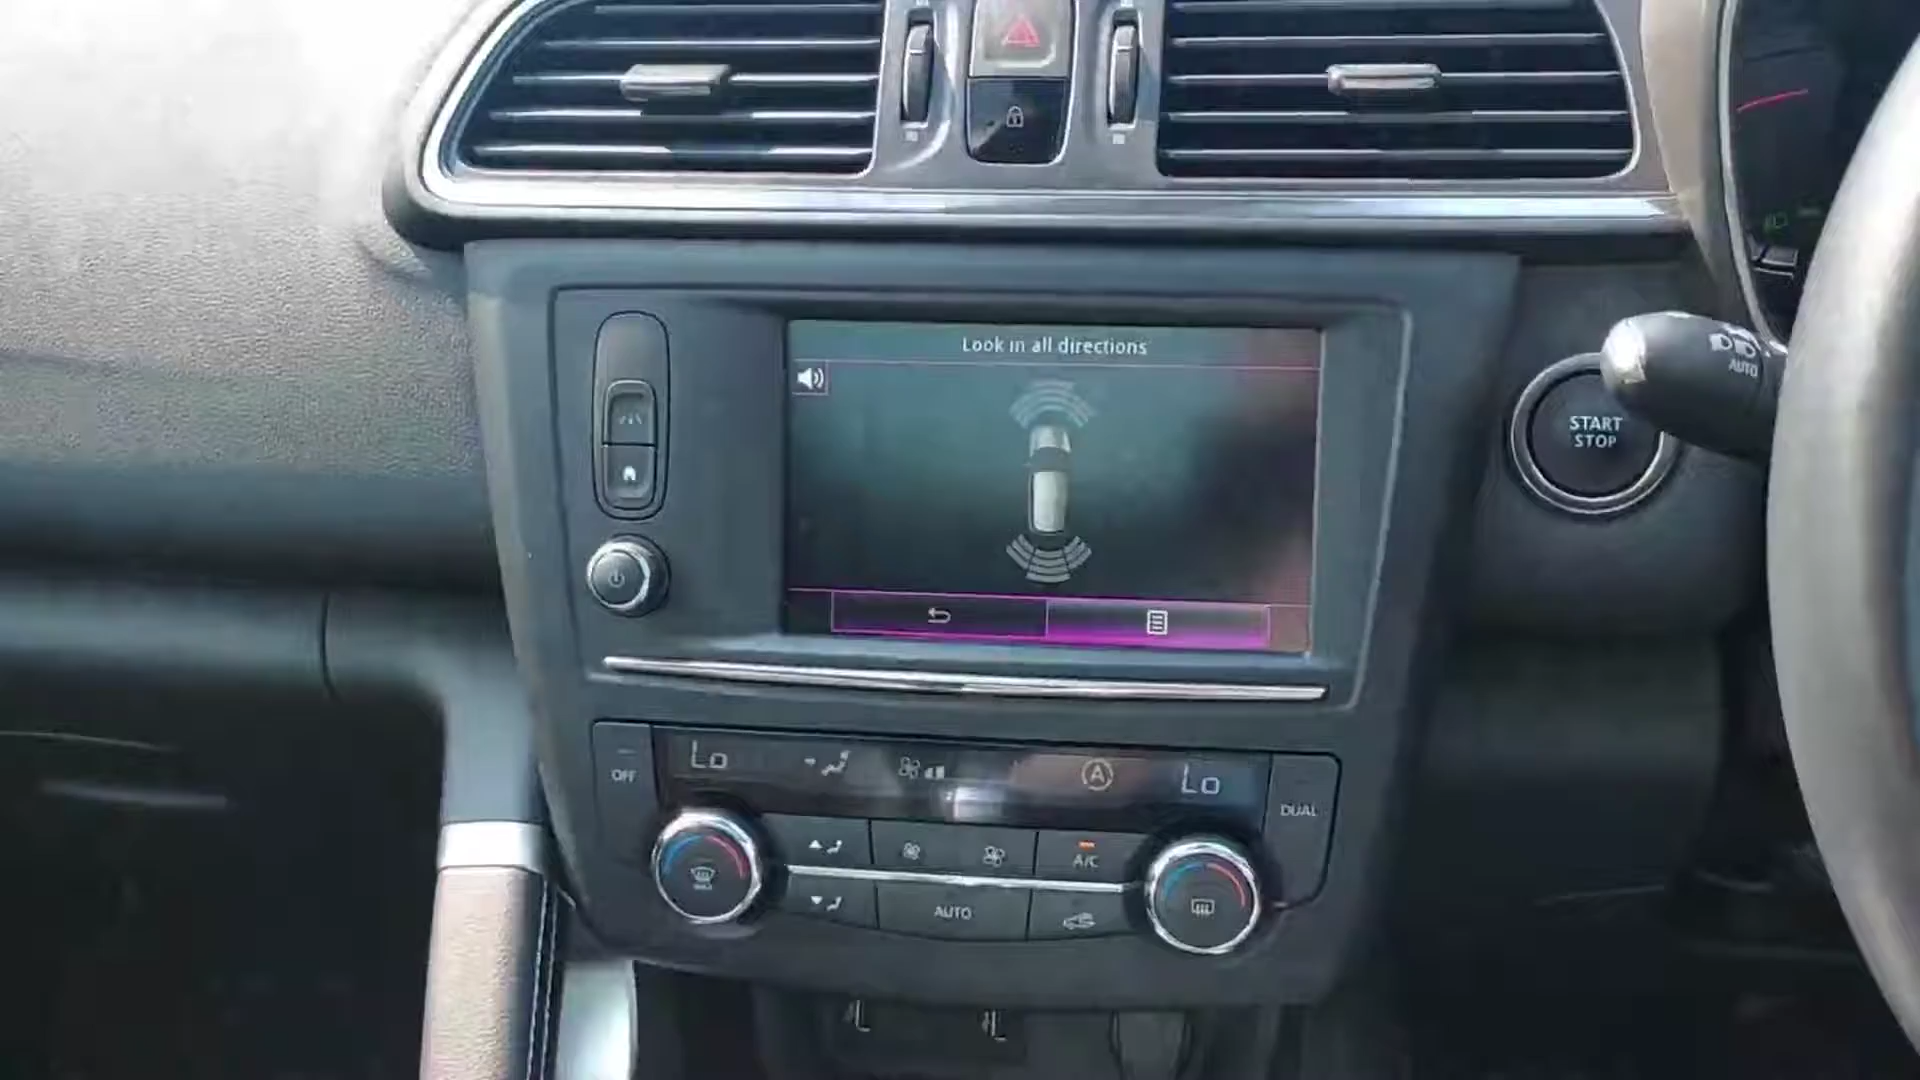 Look in all directions
AUTO
START
STOP
Lo
A
Lo
OFF
DUAL
A/C
AUTO